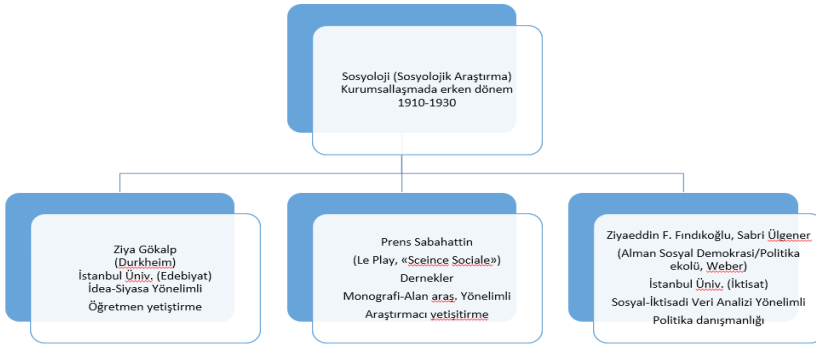 Sosyoloji (Sosyolojik Araştırma)
Kurumsallaşmada erken dönem
1910-1930
Ziya Gökalp
(Durkheim)
İstanbul Üniv. (Edebiyat)
İdea-Siyasa Yönelimli
Öğretmen yetiştirme
Prens Sabahattin
(Le Play, «Sceince Sociale»)
Dernekler
Monografi-Alan araş. Yönelimli
Araştırmacı yetişitirme
Ziyaeddin F. Fındıkoğlu, Sabri Ülgener
(Alman Sosyal Demokrasi/Politika
ekolü, Weber)
İstanbul Üniv. (İktisat)
Sosyal-İktisadi Veri Analizi Yönelimli
Politika danışmanlığı